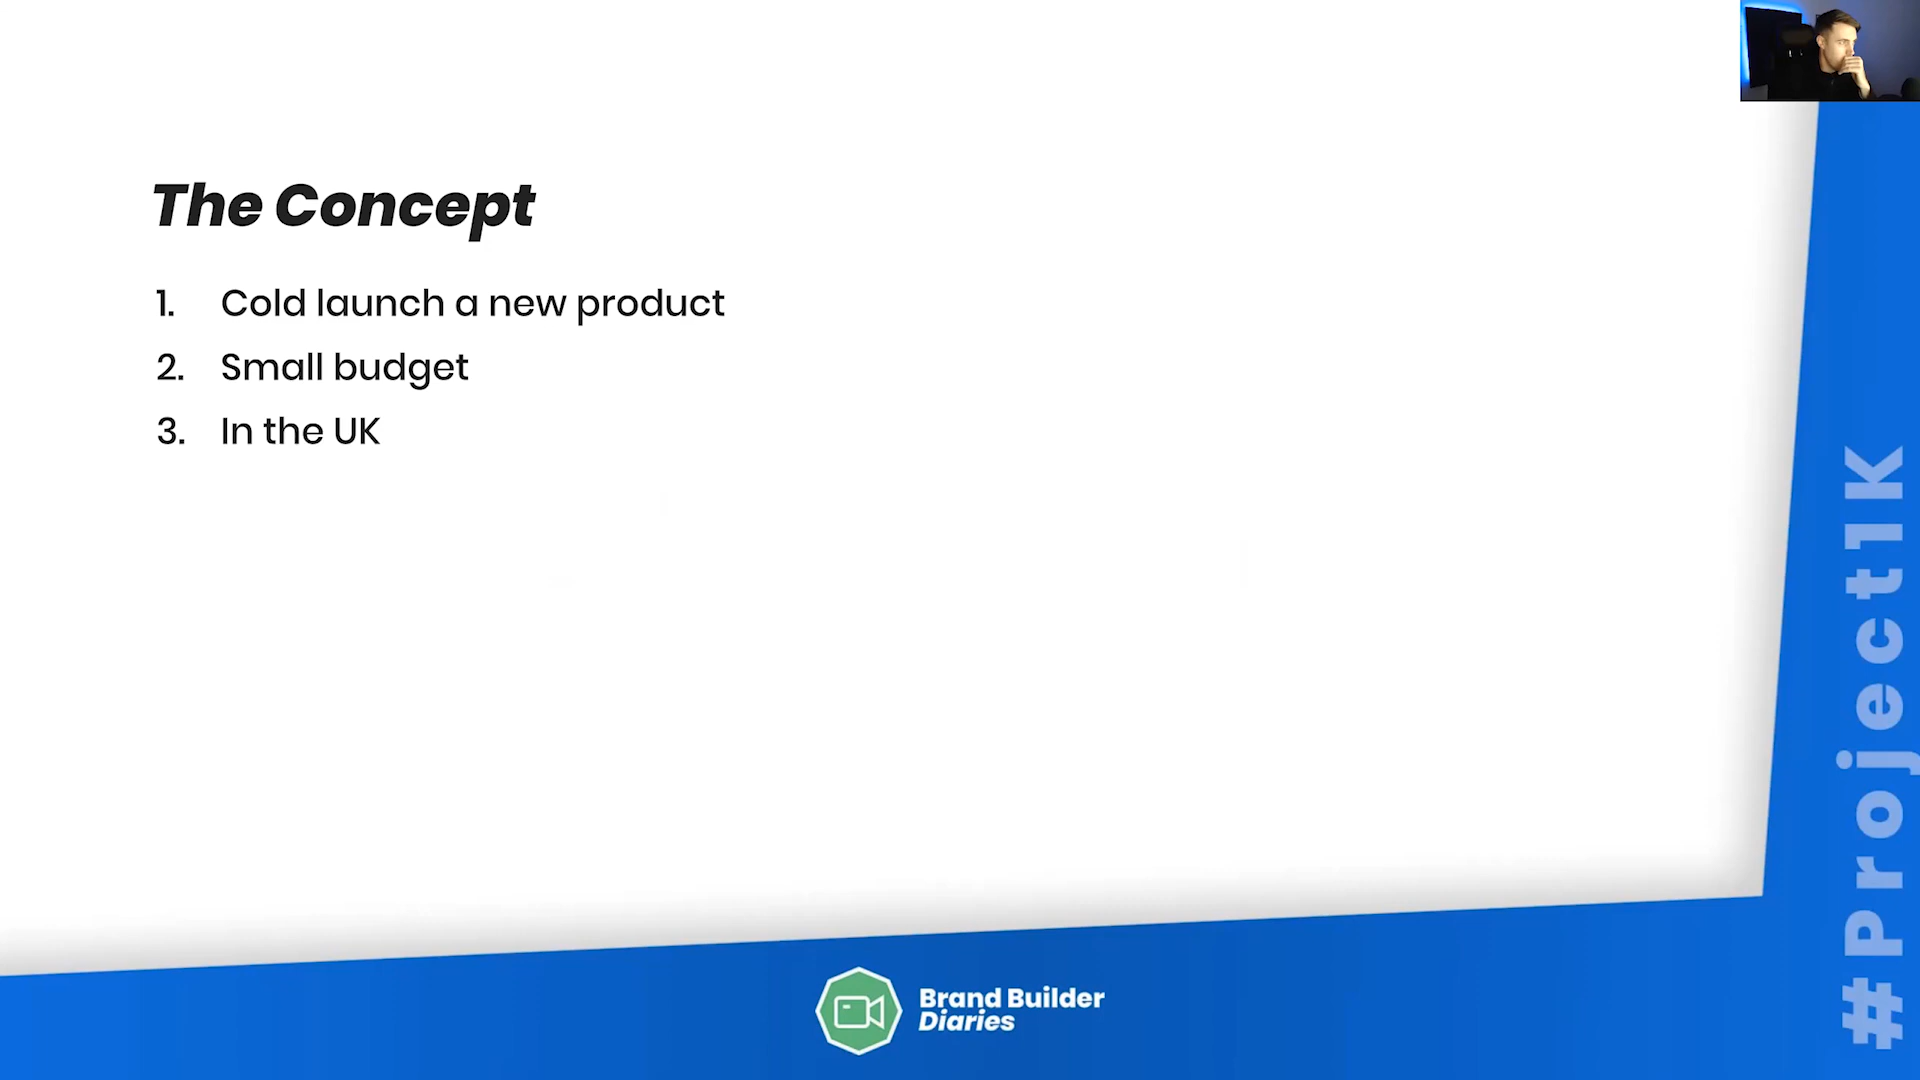 The Concept
1. Cold launch a new product
2. Small budget
3. In the UK
#Project1K
Brand Builder
Diaries